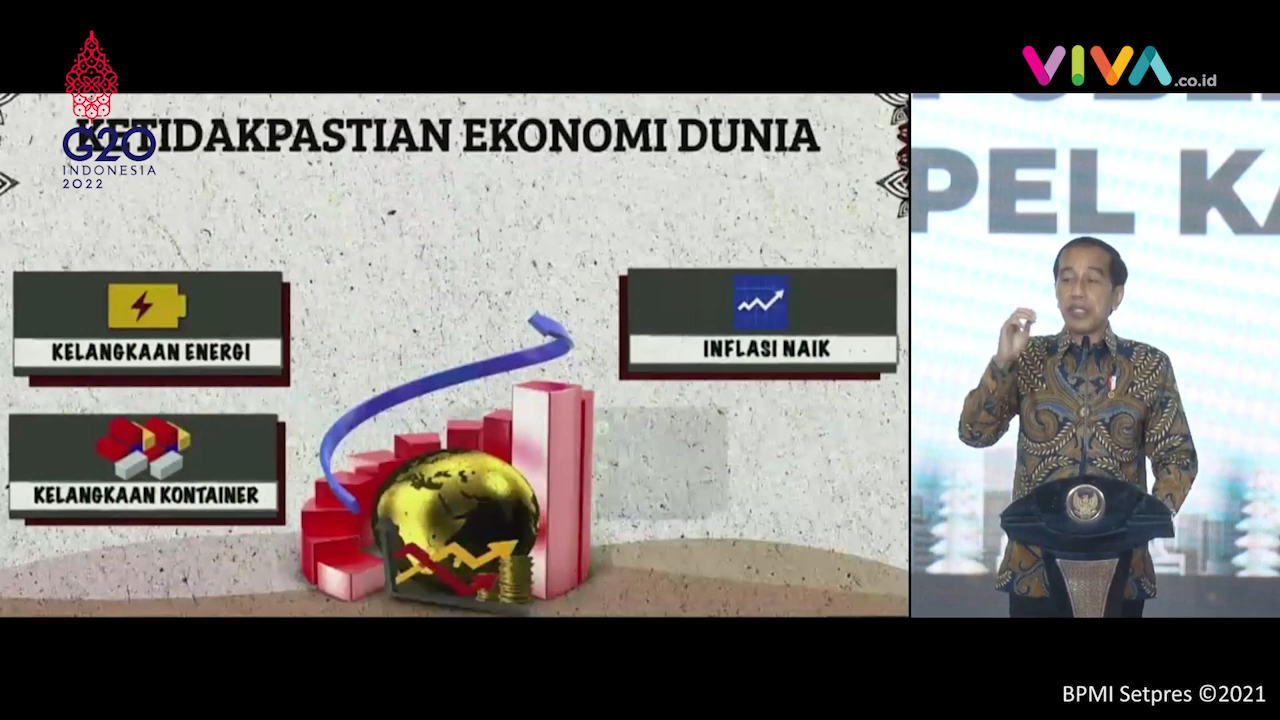 VIVA.co.id
KETIDAKPASTIAN EKONOMI DUNIA
G20
INDONESIA
2022
PEL KA
KELANGKAAN ENERGI
INFLASI NAIK
KELANGKAAN KONTAINER
BPMI Setpres ©2021